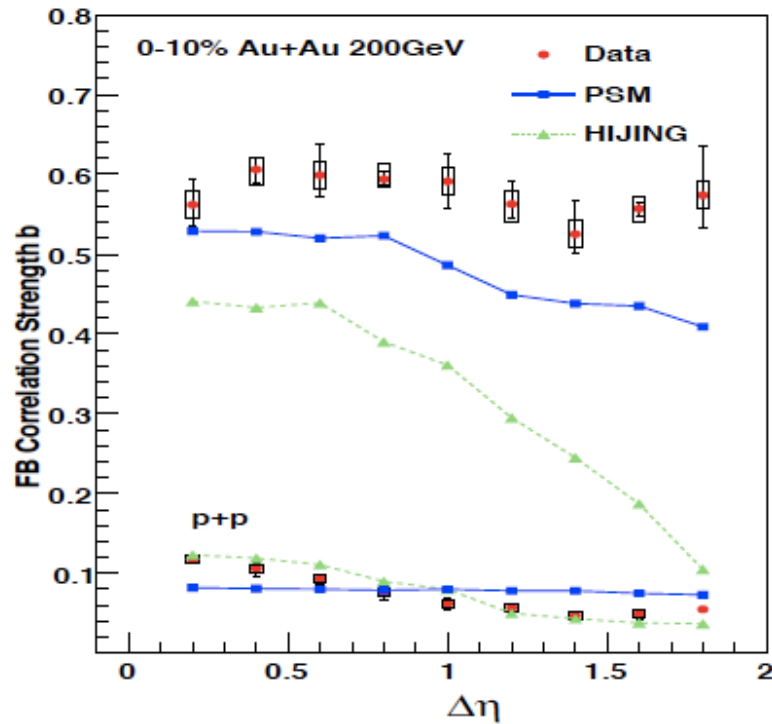 0.8
0-10% Au+Au 200GeV
Data
0.7
PSM
HIJING
0.6
0.5
0.4
0.3
0.2
p+p
0.1
0
0.5
1
1.5
2
Δη
FB Correlation Strength b